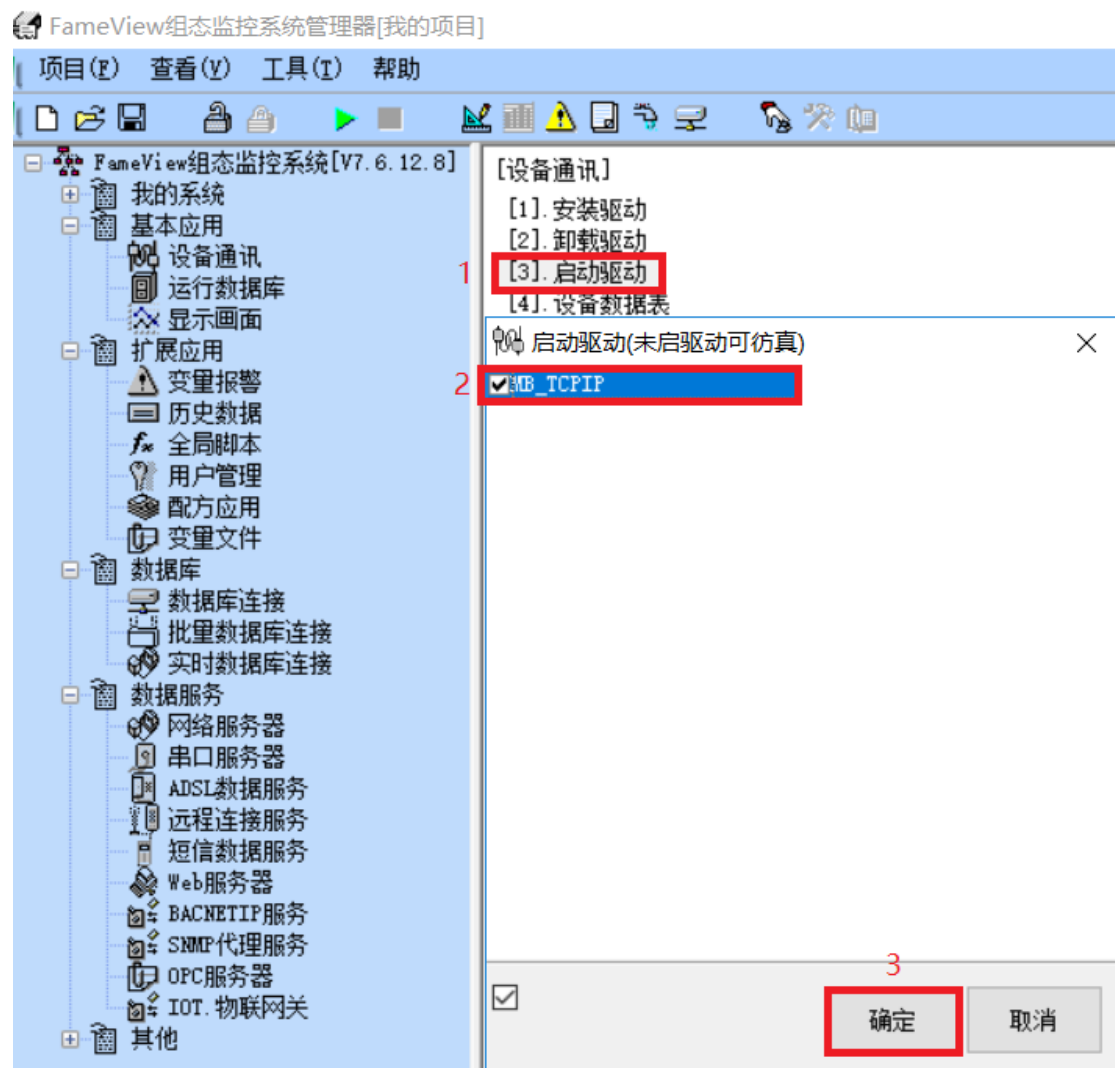 FameView组态监控系统管理器[我的项目]
项目(F) 查看(V) 工具(T) 帮助
FameView组态监控系统[V7.6.12.8]
我的系统
基本应用
设备通讯
运行数据库
显示画面
扩展应用
变量报警
历史数据
全局脚本
用户管理
配方应用
变量文件
数据库
数据库连接
批量数据库连接
实时数据库连接
数据服务
网络服务器
串口服务器
ADSL数据服务
远程连接服务
短信数据服务
Web服务器
BACNETIP服务
SNMP代理服务
OPC服务器
IOT.物联网关
其他
[设备通讯]
[1].安装驱动
[2].卸载驱动
1 [3].启动驱动
[4].设备数据表
启动驱动(未启驱动可仿真)
2 MB_TCPIP
3
确定 取消